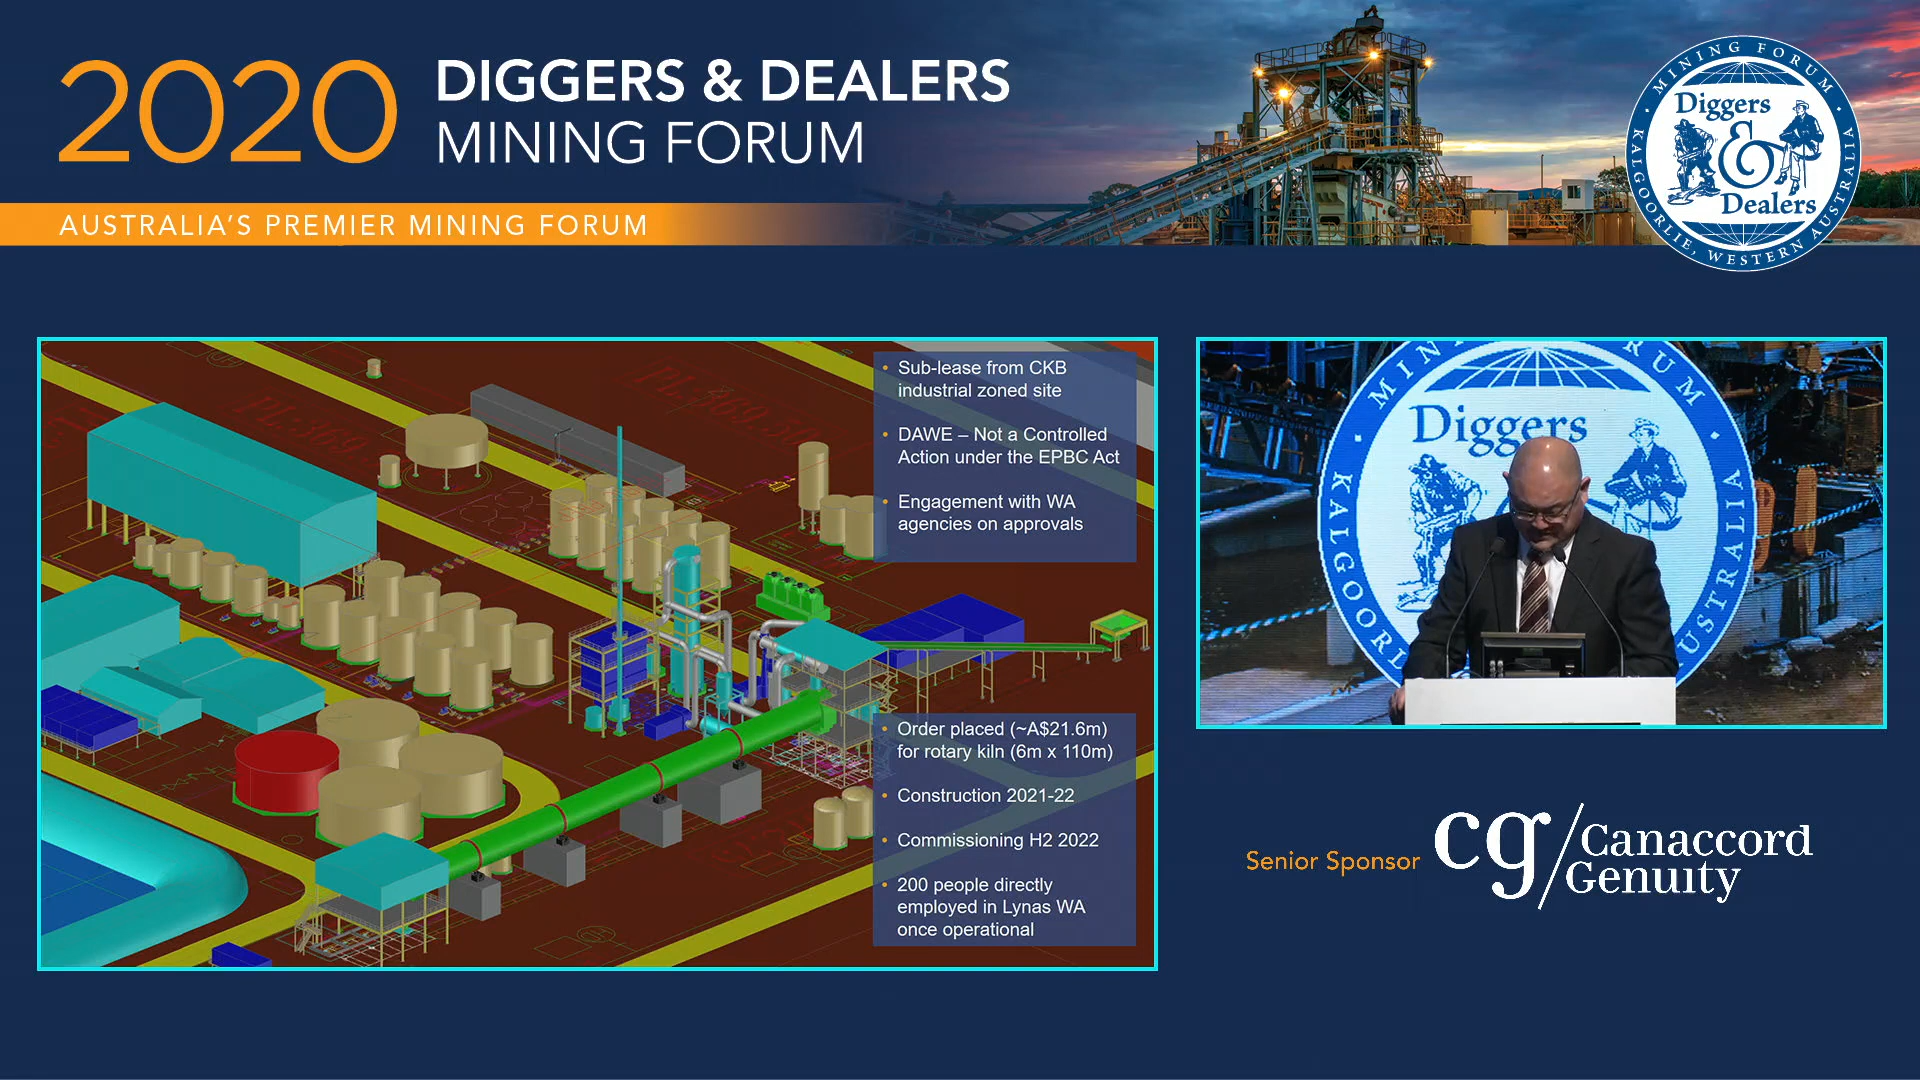 2020
DIGGERS & DEALERS
MINING FORUM
AUSTRALIA'S PREMIER MINING FORUM
MINING FORUM
Diggers
&
Dealers
KALGOORLIE, WESTERN AUSTRALIA
• Sub-lease from CKB
industrial zoned site
• DAWE – Not a Controlled
Action under the EPBC Act
• Engagement with WA
agencies on approvals
• Order placed (~A$21.6m)
for rotary kiln (6m x 110m)
• Construction 2021-22
• Commissioning H2 2022
• 200 people directly
employed in Lynas WA
once operational
Diggers
Senior Sponsor
cg/Canaccord
Genuity